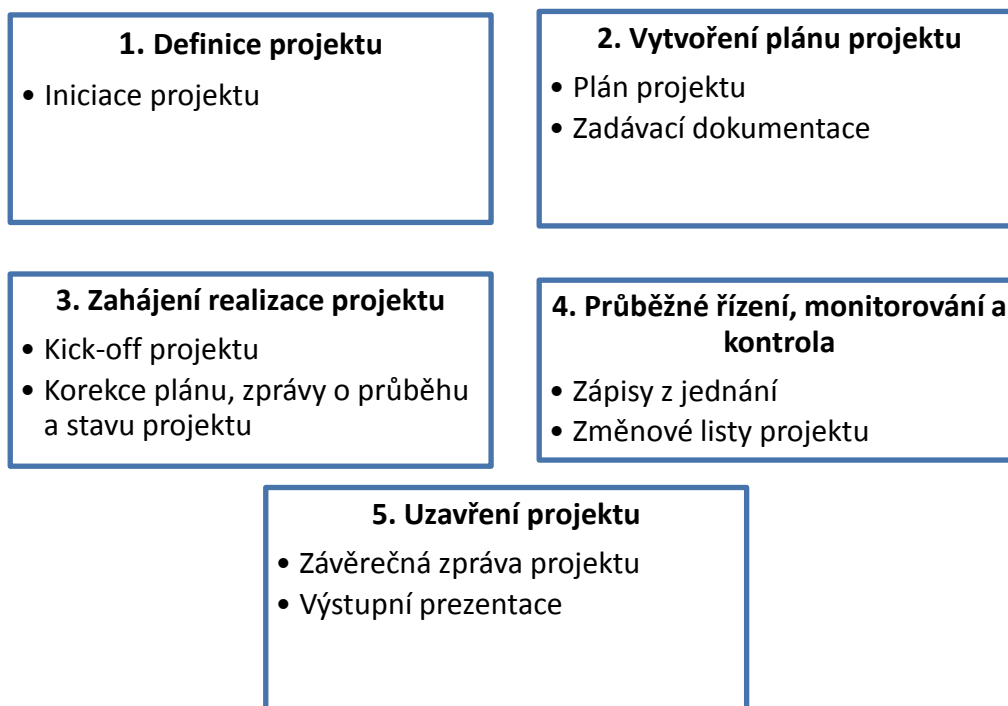 1. Definice projektu
• Iniciace projektu
2. Vytvoření plánu projektu
• Plán projektu
• Zadávací dokumentace
3. Zahájení realizace projektu
• Kick-off projektu
• Korekce plánu, zprávy o průběhu
a stavu projektu
4. Průběžné řízení, monitorování a
kontrola
• Zápisy z jednání
• Změnové listy projektu
5. Uzavření projektu
• Závěrečná zpráva projektu
• Výstupní prezentace